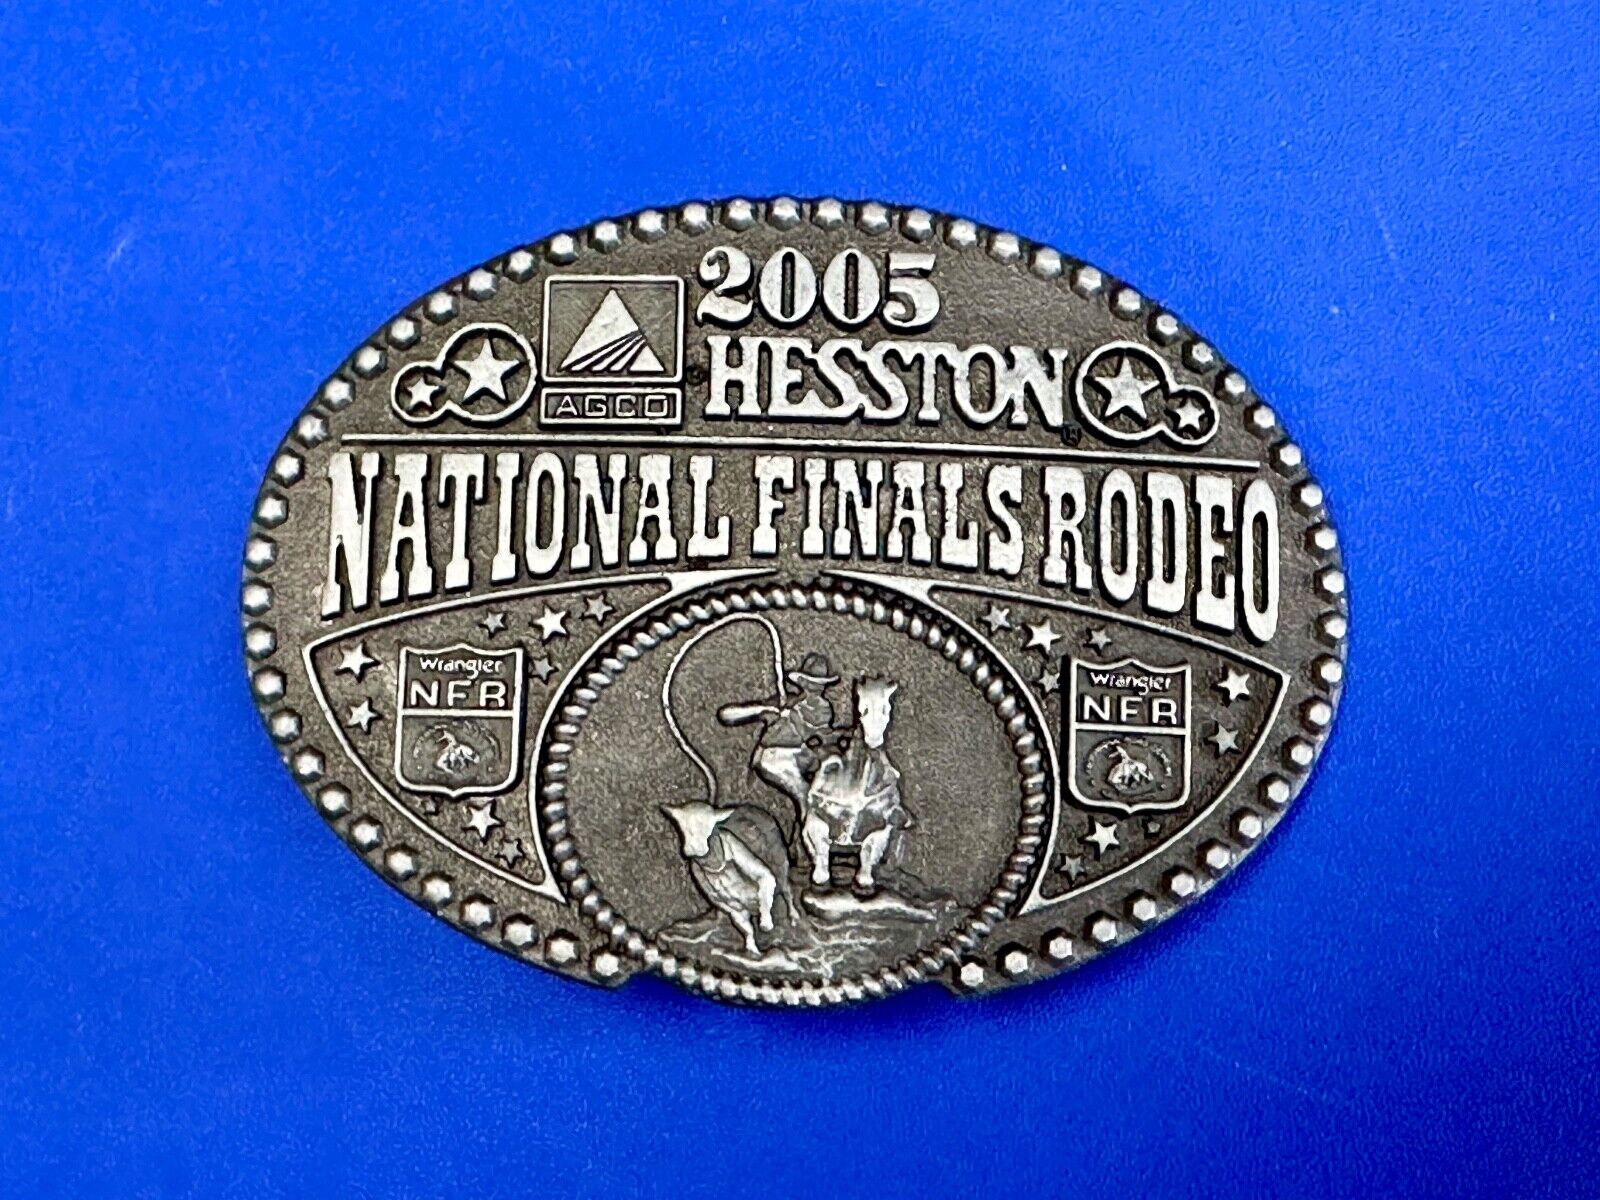 2005
AGCO ® HESSTON ®
NATIONAL FINALS RODEO
Wrangler
NFR
Wrangler
NFR